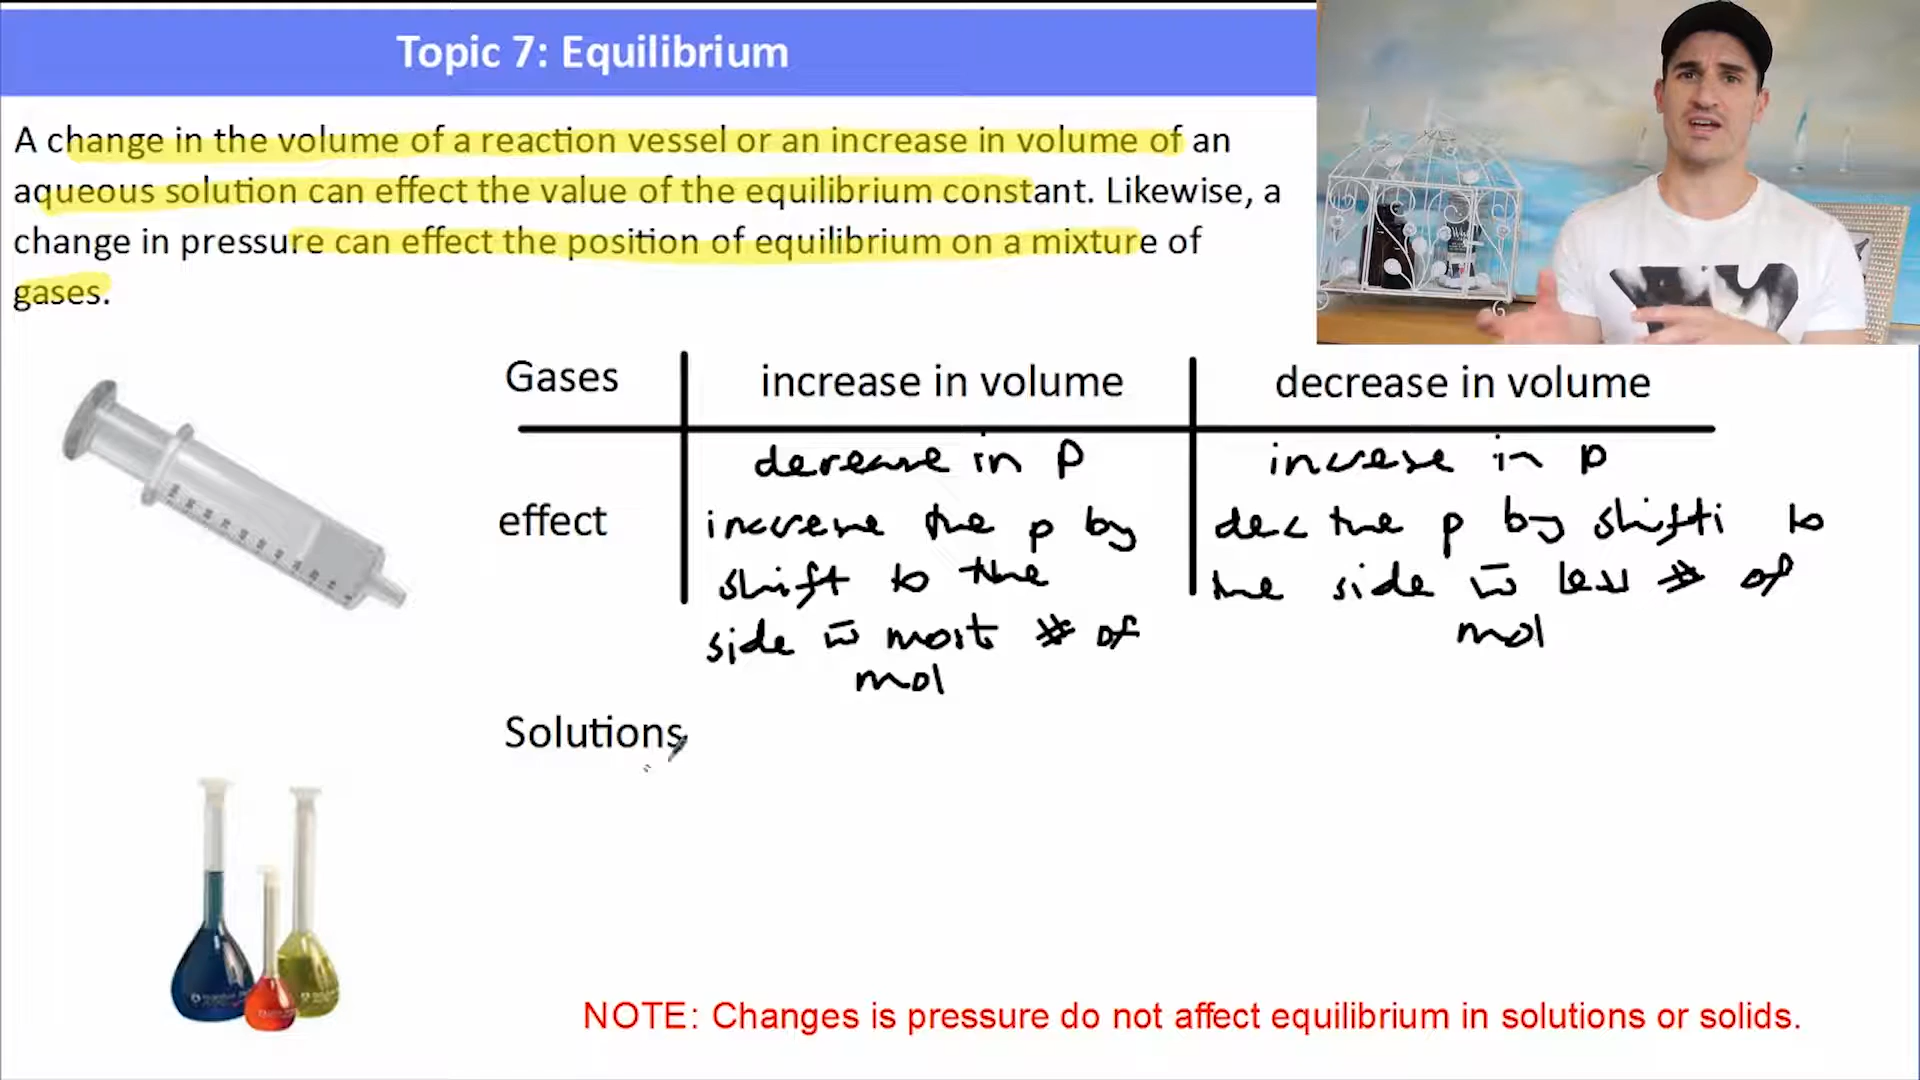 Topic 7: Equilibrium
A change in the volume of a reaction vessel or an increase in volume of an
aqueous solution can effect the value of the equilibrium constant. Likewise, a
change in pressure can effect the position of equilibrium on a mixture of
gases.
Gases
increase in volume
decrease in volume
effect
decrease in P
increase the p by
shift to the
side w̄ most # of
mol
increase in p
dec the p by shifti to
the side w̄ less # of
mol
Solutions
NOTE: Changes is pressure do not affect equilibrium in solutions or solids.